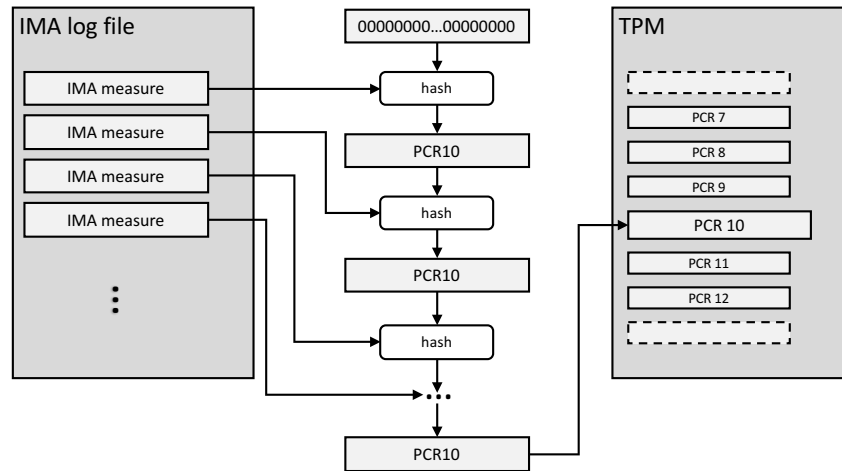 IMA log file
IMA measure
IMA measure
IMA measure
IMA measure
00000000...00000000
hash
PCR10
hash
PCR10
hash
PCR10
TPM
PCR 7
PCR 8
PCR 9
PCR 10
PCR 11
PCR 12